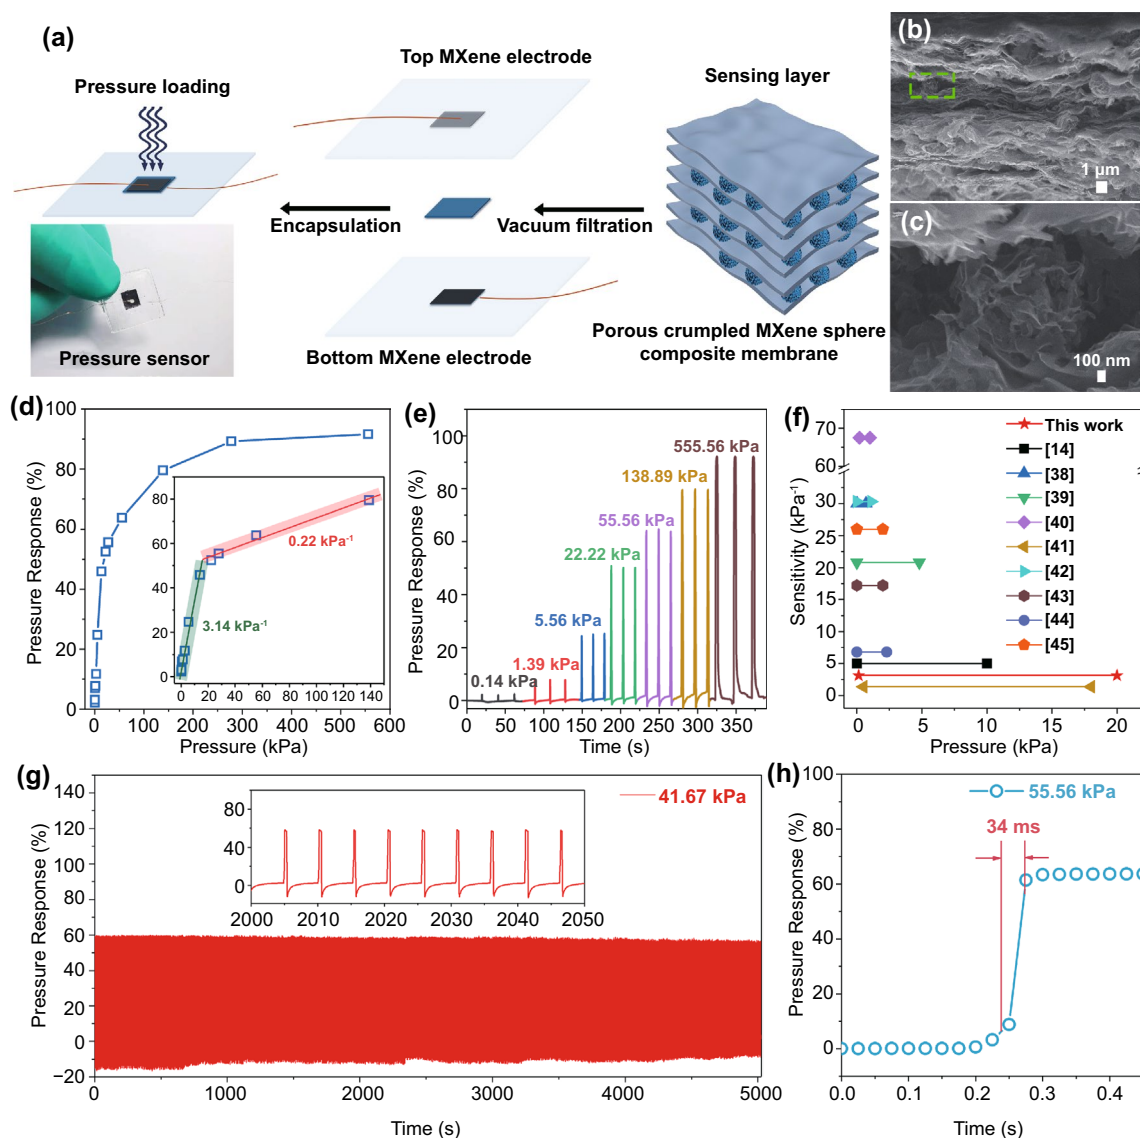 (a)
Pressure loading
Top MXene electrode
Sensing layer
Encapsulation
Vacuum filtration
Pressure sensor
Bottom MXene electrode
Porous crumpled MXene sphere
composite membrane
(b)
1 μm
(c)
100 nm
(d)
Pressure Response (%)
100
80
60
40
20
0
0 100 200 300 400 500 600
Pressure (kPa)
80
60
40
20
0
0 20 40 60 80 100 120 140
0.22 kPa⁻¹
3.14 kPa⁻¹
(e)
Pressure Response (%)
100
80
60
40
20
0
0 50 100 150 200 250 300 350
Time (s)
0.14 kPa
1.39 kPa
5.56 kPa
22.22 kPa
55.56 kPa
138.89 kPa
555.56 kPa
(f)
Sensitivity (kPa⁻¹)
70
60
30
25
20
15
10
5
0
0 5 10 15 20
Pressure (kPa)
This work
[14]
[38]
[39]
[40]
[41]
[42]
[43]
[44]
[45]
(g)
Pressure Response (%)
140
120
100
80
60
40
20
0
−20
0 1000 2000 3000 4000 5000
Time (s)
41.67 kPa
80
40
0
2000 2010 2020 2030 2040 2050
(h)
Pressure Response (%)
100
80
60
40
20
0
0.0 0.1 0.2 0.3 0.4
Time (s)
55.56 kPa
34 ms